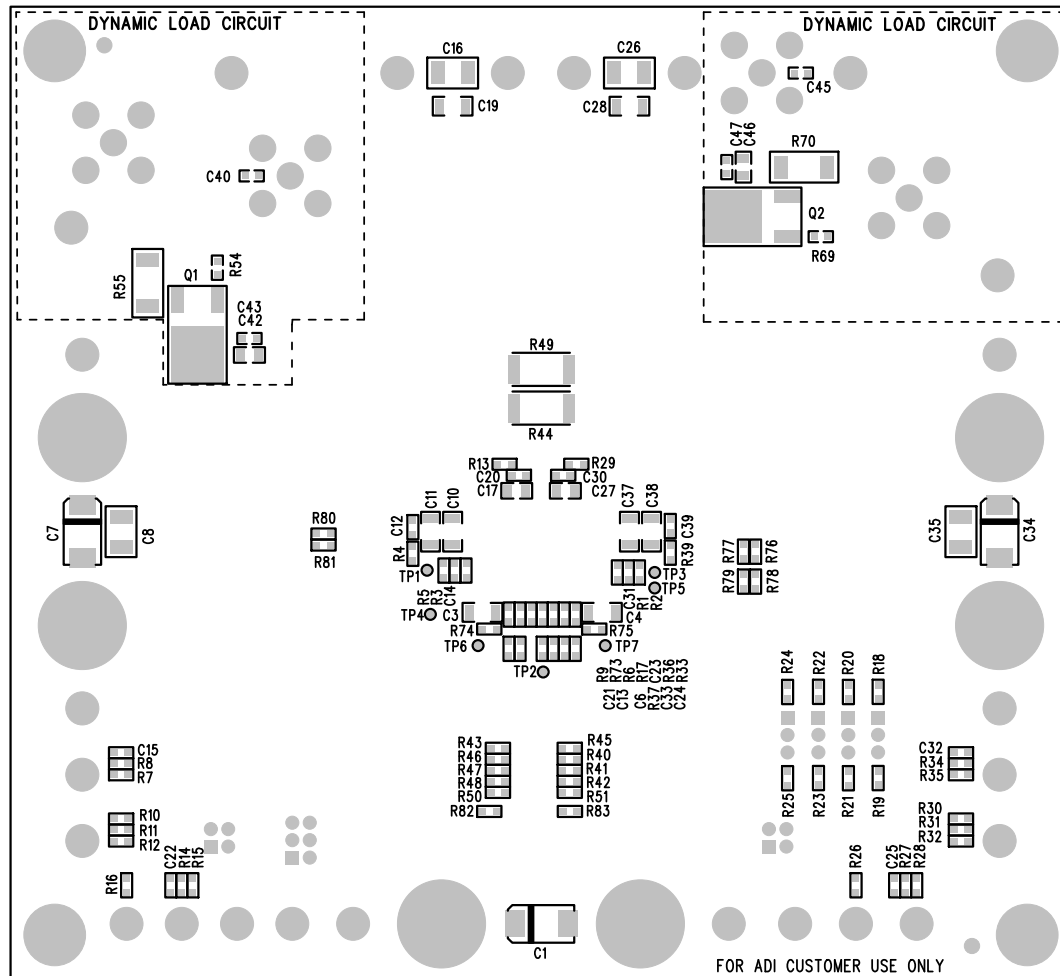 DYNAMIC LOAD CIRCUIT
DYNAMIC LOAD CIRCUIT
C16
C26
C19
C28
C45
C47
C46
R70
C40
Q2
R69
R55
Q1
R54
C43
C42
R49
R44
R13
R29
C20
C30
C17
C27
C7
C8
R80
R81
C12
C11
C10
C37
C38
C39
R4
R39
R77
R76
R79
R78
C35
C34
TP1
TP3
TP5
R5
R3
C14
C31
R1
R2
TP4
C3
C4
R74
R75
TP6
TP7
TP2
R9
R73
R6
R17
C23
R36
R33
C21
C13
C6
R37
C33
C24
R24
R22
R20
R18
R43
R45
R46
R40
R47
R41
R48
R42
R50
R51
R82
R83
C15
R8
R7
C32
R34
R35
R25
R23
R21
R19
R10
R11
R12
R30
R31
R32
R16
C22
R14
R15
R26
C25
R27
R28
C1
FOR ADI CUSTOMER USE ONLY